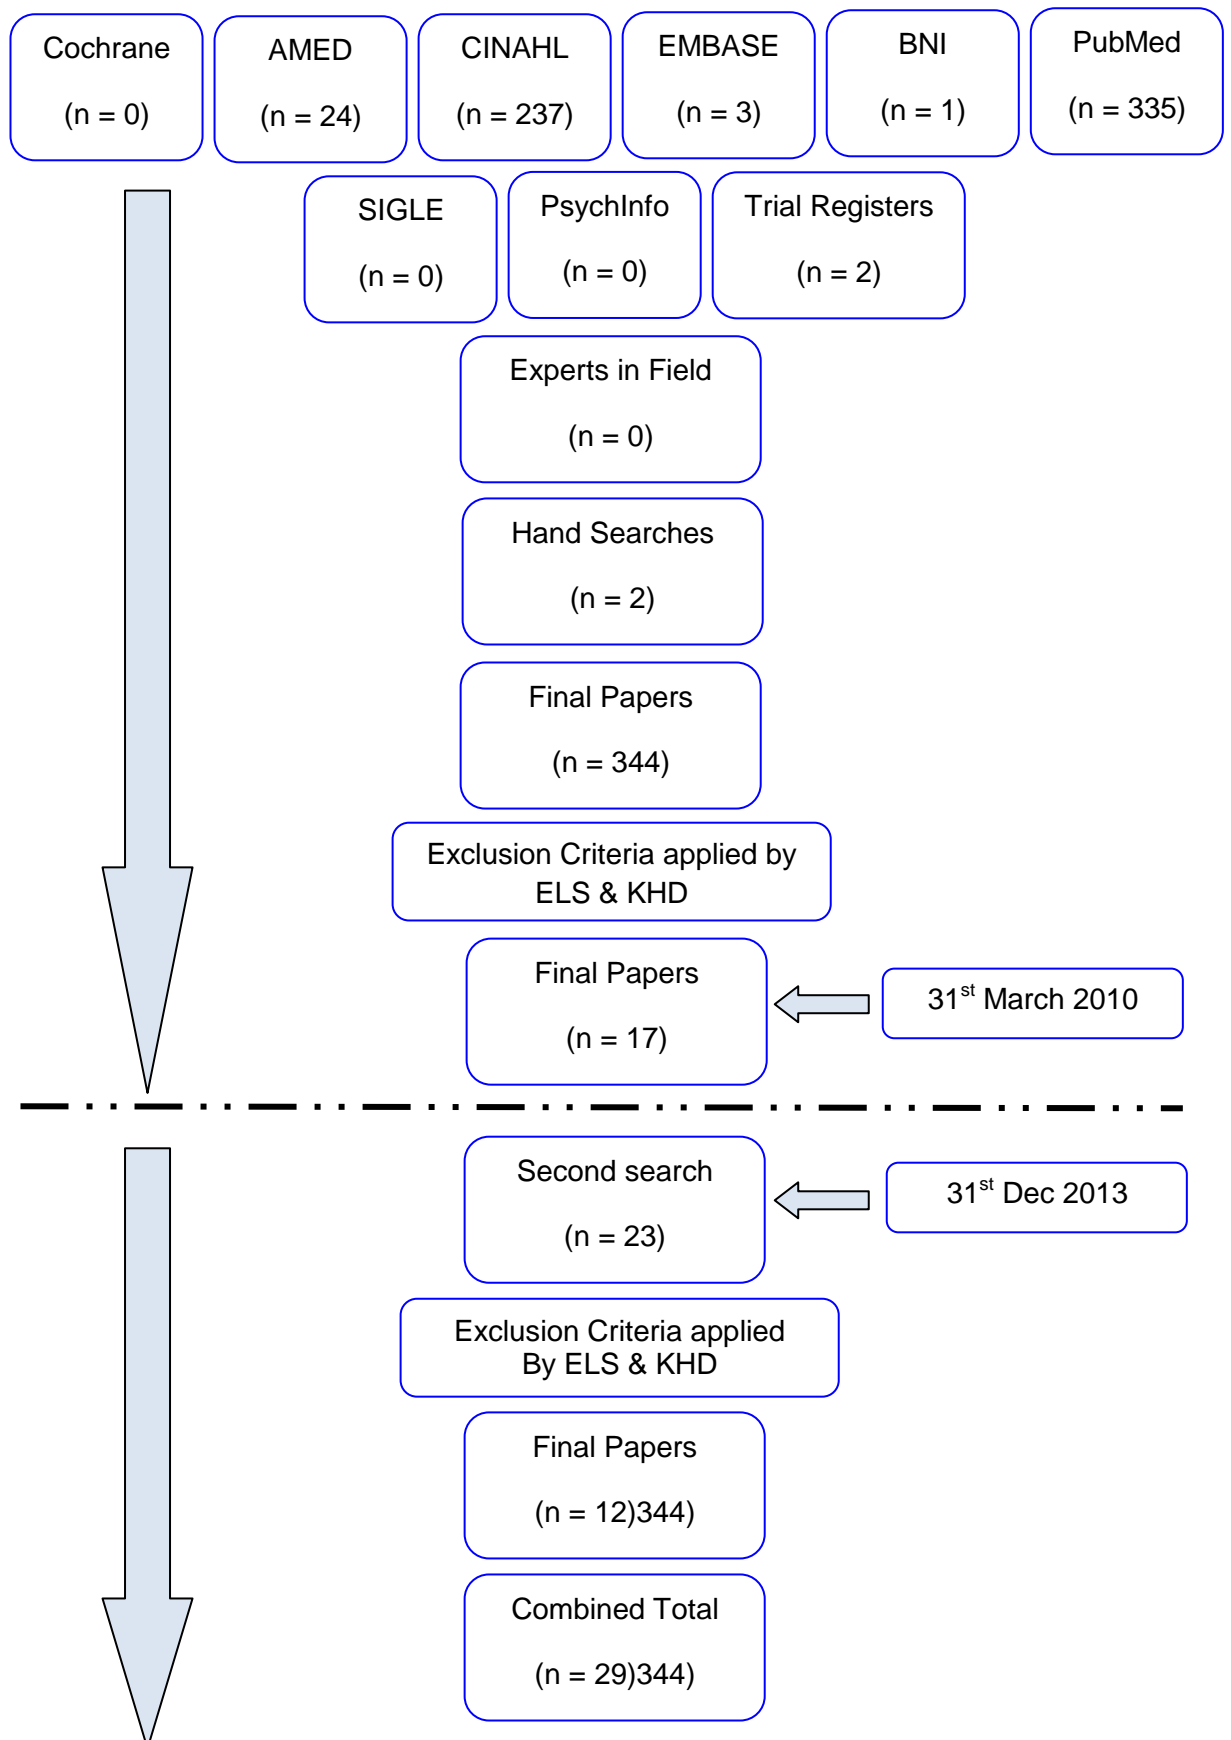 Cochrane
(n = 0)
AMED
(n = 24)
CINAHL
(n = 237)
EMBASE
(n = 3)
BNI
(n = 1)
PubMed
(n = 335)
SIGLE
(n = 0)
PsychInfo
(n = 0)
Trial Registers
(n = 2)
Experts in Field
(n = 0)
Hand Searches
(n = 2)
Final Papers
(n = 344)
Exclusion Criteria applied by
ELS & KHD
Final Papers
(n = 17)
31st March 2010
Second search
(n = 23)
31st Dec 2013
Exclusion Criteria applied
By ELS & KHD
Final Papers
(n = 12)344)
Combined Total
(n = 29)344)